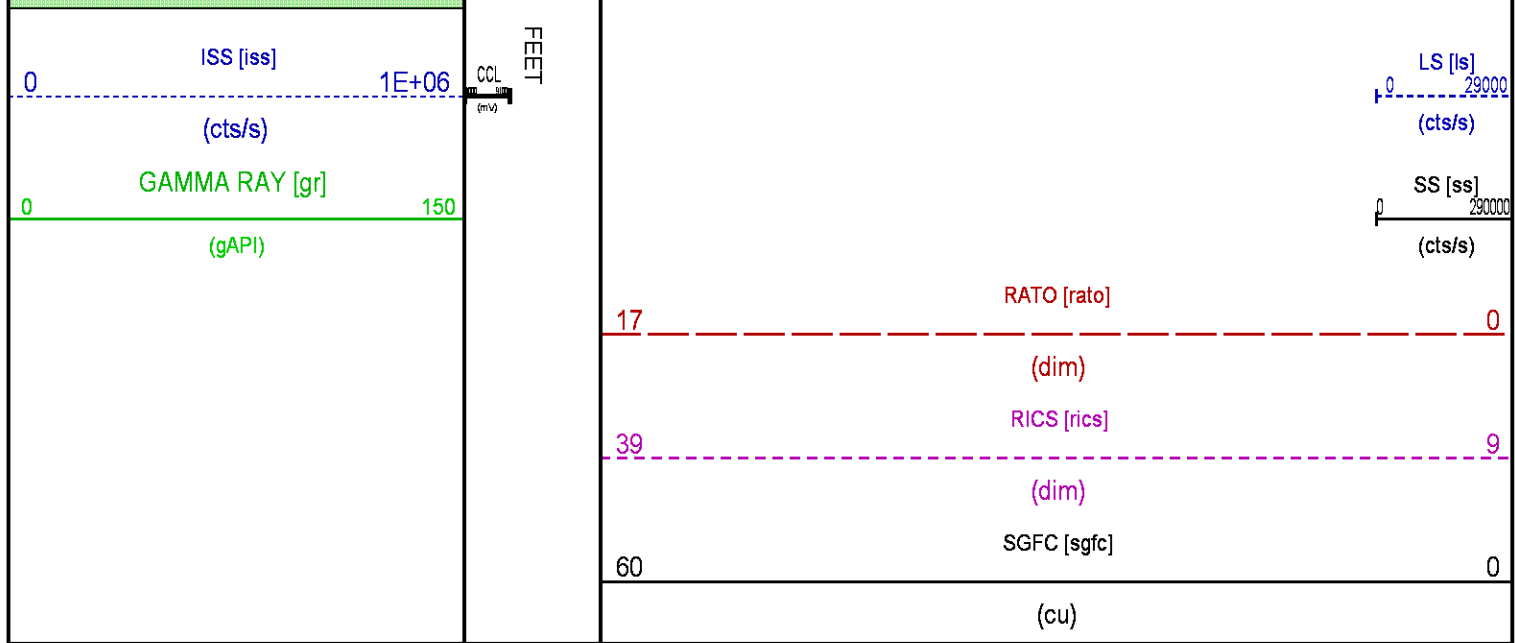 ISS [iss]
0 1E+06
(cts/s)
GAMMA RAY [gr]
0 150
(gAPI)
CCL
(mV)
FEET
LS [ls]
0 29000
(cts/s)
SS [ss]
0 290000
(cts/s)
RATO [rato]
17 0
(dim)
RICS [rics]
39 9
(dim)
SGFC [sgfc]
60 0
(cu)